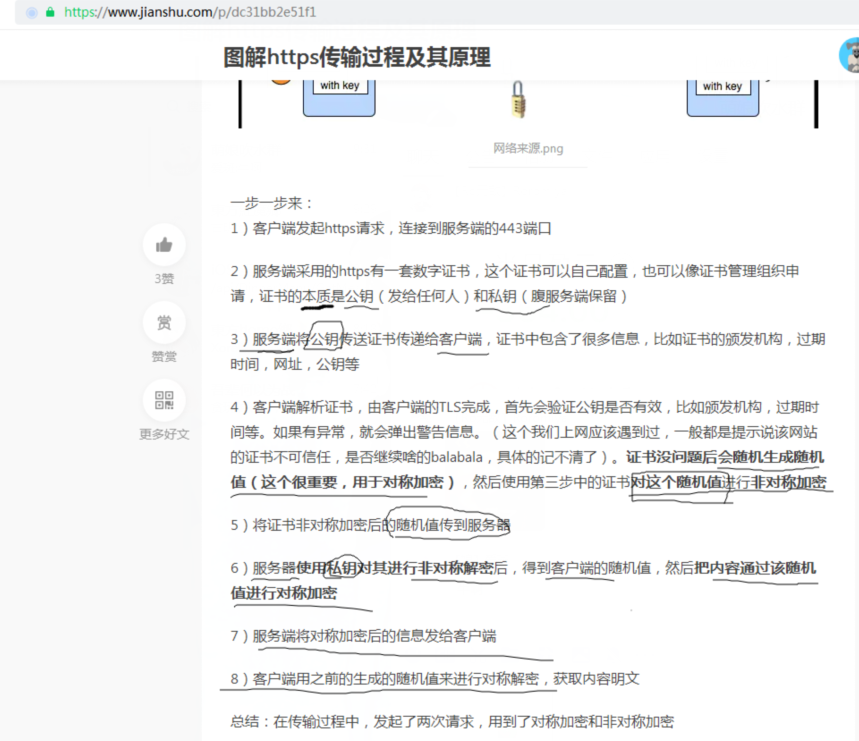 https://www.jianshu.com/p/dc31bb2e51f1
图解https传输过程及其原理
with key
with key
网络来源.png
一步一步来：
1）客户端发起https请求，连接到服务端的443端口
2）服务端采用的https有一套数字证书，这个证书可以自己配置，也可以像证书管理组织申
请，证书的本质是公钥（发给任何人）和私钥（腹服务端保留）
3）服务端将公钥传送证书传递给客户端，证书中包含了很多信息，比如证书的颁发机构，过期
时间，网址，公钥等
4）客户端解析证书，由客户端的TLS完成，首先会验证公钥是否有效，比如颁发机构，过期时
间等。如果有异常，就会弹出警告信息。（这个我们上网应该遇到过，一般都是提示说该网站
的证书不可信任，是否继续啥的balabala，具体的记不清了）。证书没问题后会随机生成随机
值（这个很重要，用于对称加密），然后使用第三步中的证书对这个随机值进行非对称加密
5）将证书非对称加密后的随机值传到服务器
6）服务器使用私钥对其进行非对称解密后，得到客户端的随机值，然后把内容通过该随机
值进行对称加密
7）服务端将对称加密后的信息发给客户端
8）客户端用之前的生成的随机值来进行对称解密，获取内容明文
总结：在传输过程中，发起了两次请求，用到了对称加密和非对称加密
3赞
赏
赞赏
更多好文